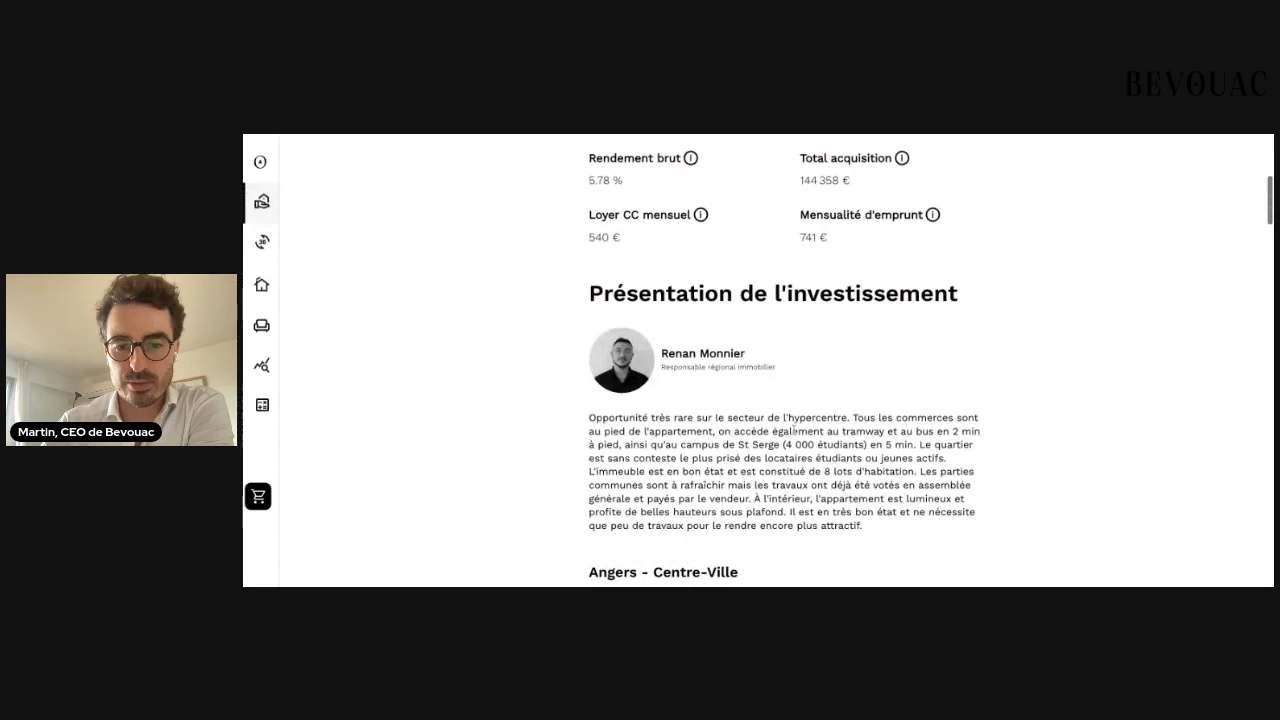 BEVOUAC
Rendement brut
Total acquisition
5.78 %
144 358 €
Loyer CC mensuel
Mensualité d'emprunt
540 €
741 €
Présentation de l'investissement
Renan Monnier
Responsable régional immobilier
Opportunité très rare sur le secteur de l'hypercentre. Tous les commerces sont
au pied de l'appartement, on accède également au tramway et au bus en 2 min
à pied, ainsi qu'au campus de St Serge (4 000 étudiants) en 5 min. Le quartier
est sans conteste le plus prisé des locataires étudiants ou jeunes actifs.
L'immeuble est en bon état et est constitué de 8 lots d'habitation. Les parties
communes sont à rafraîchir mais les travaux ont déjà été votés en assemblée
générale et payés par le vendeur. À l'intérieur, l'appartement est lumineux et
profite de belles hauteurs sous plafond. Il est en très bon état et ne nécessite
que peu de travaux pour le rendre encore plus attractif.
Angers - Centre-Ville
Martin, CEO de Bevouac